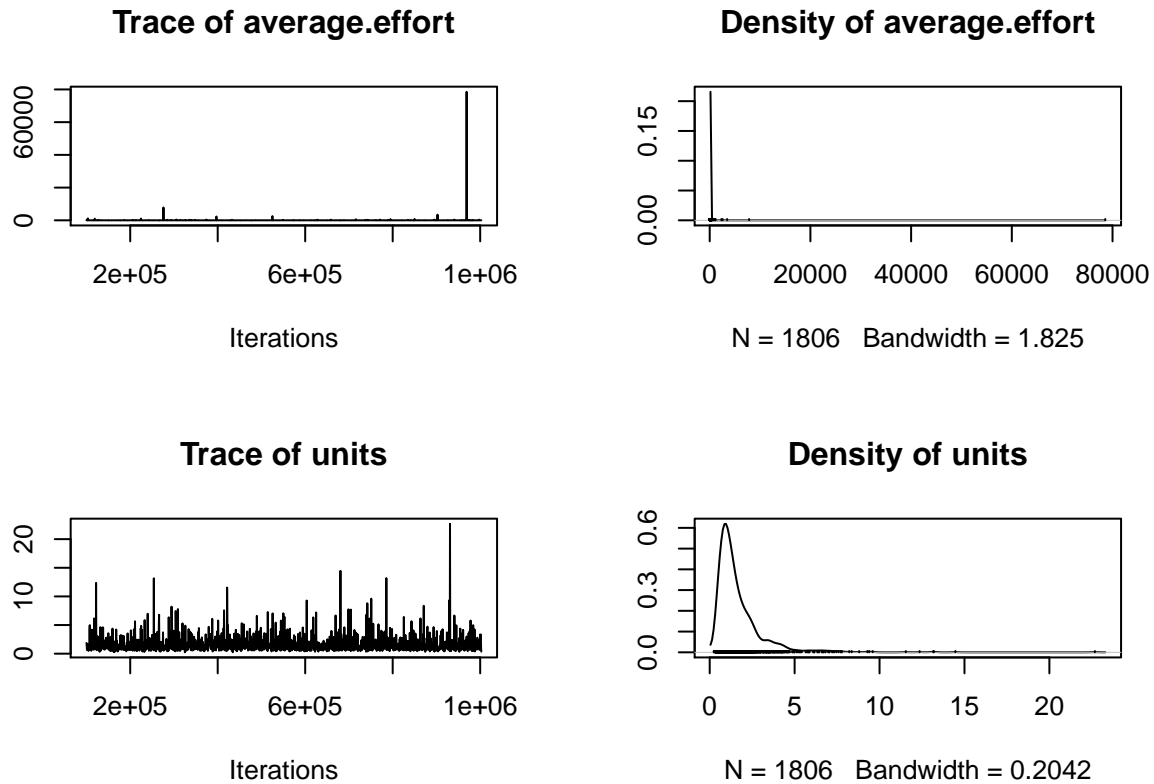 Trace of average.effort
60000
0
2e+05 6e+05 1e+06
Iterations
Density of average.effort
0.15
0.00
0 20000 40000 60000 80000
N = 1806 Bandwidth = 1.825
Trace of units
20
10
0
2e+05 6e+05 1e+06
Iterations
Density of units
0.6
0.3
0.0
0 5 10 15 20
N = 1806 Bandwidth = 0.2042